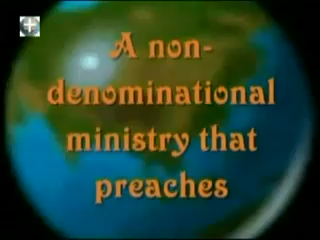 A non-
denominational
ministry that
preaches